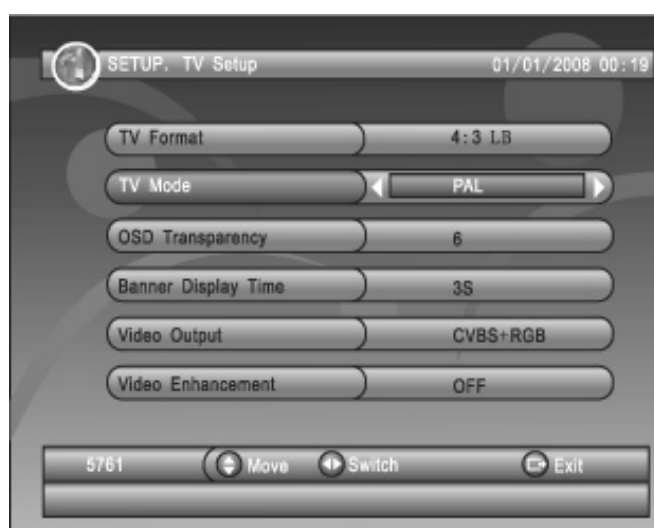 SETUP. TV Setup 01/01/2008 00:19
TV Format 4:3 LB
TV Mode PAL
OSD Transparency 6
Banner Display Time 3S
Video Output CVBS+RGB
Video Enhancement OFF
5761 Move Switch Exit